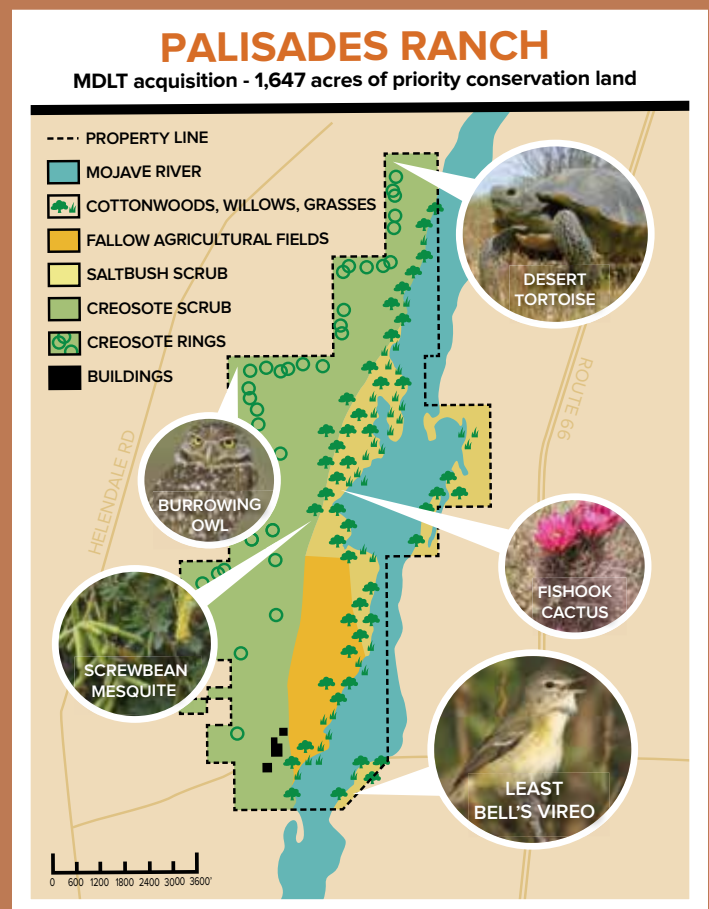 PALISADES RANCH
MDLT acquisition - 1,647 acres of priority conservation land
PROPERTY LINE
MOJAVE RIVER
COTTONWOODS, WILLOWS, GRASSES
FALLOW AGRICULTURAL FIELDS
SALTBUSH SCRUB
CREOSOTE SCRUB
CREOSOTE RINGS
BUILDINGS
DESERT
TORTOISE
ROUTE 66
HELENDALE RD
BURROWING
OWL
FISHOOK
CACTUS
SCREWBEAN
MESQUITE
LEAST
BELL'S VIREO
0 600 1200 1800 2400 3000 3600'